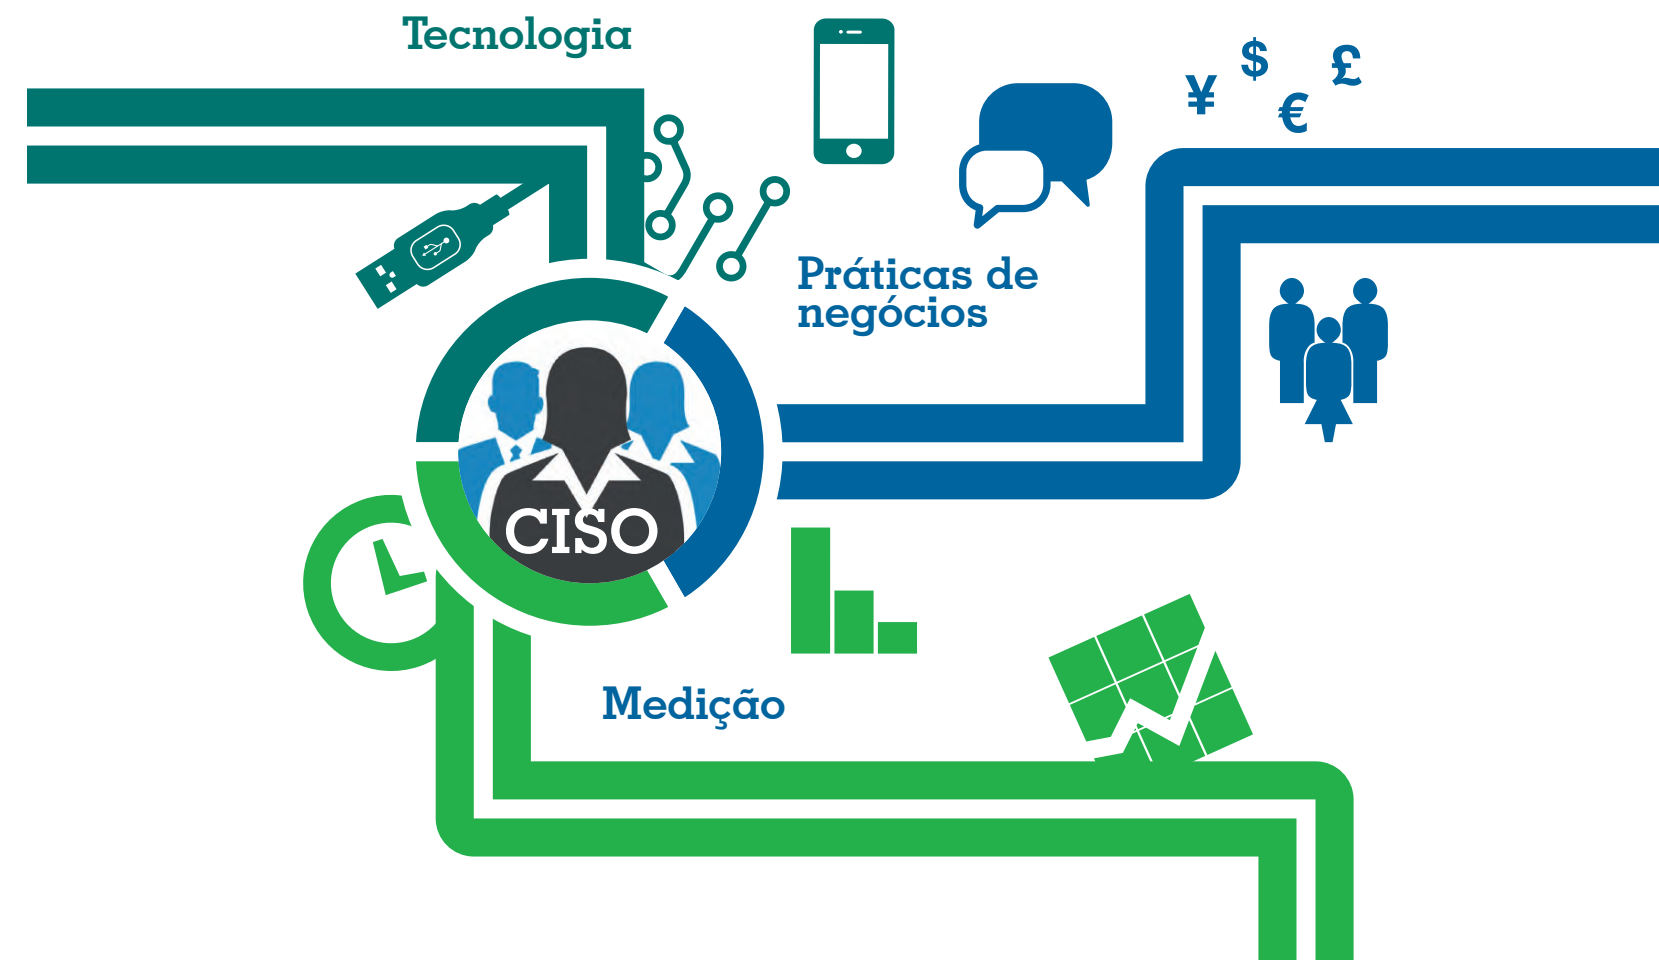 Tecnologia
¥ $ € £
Práticas de
negócios
CISO
Medição